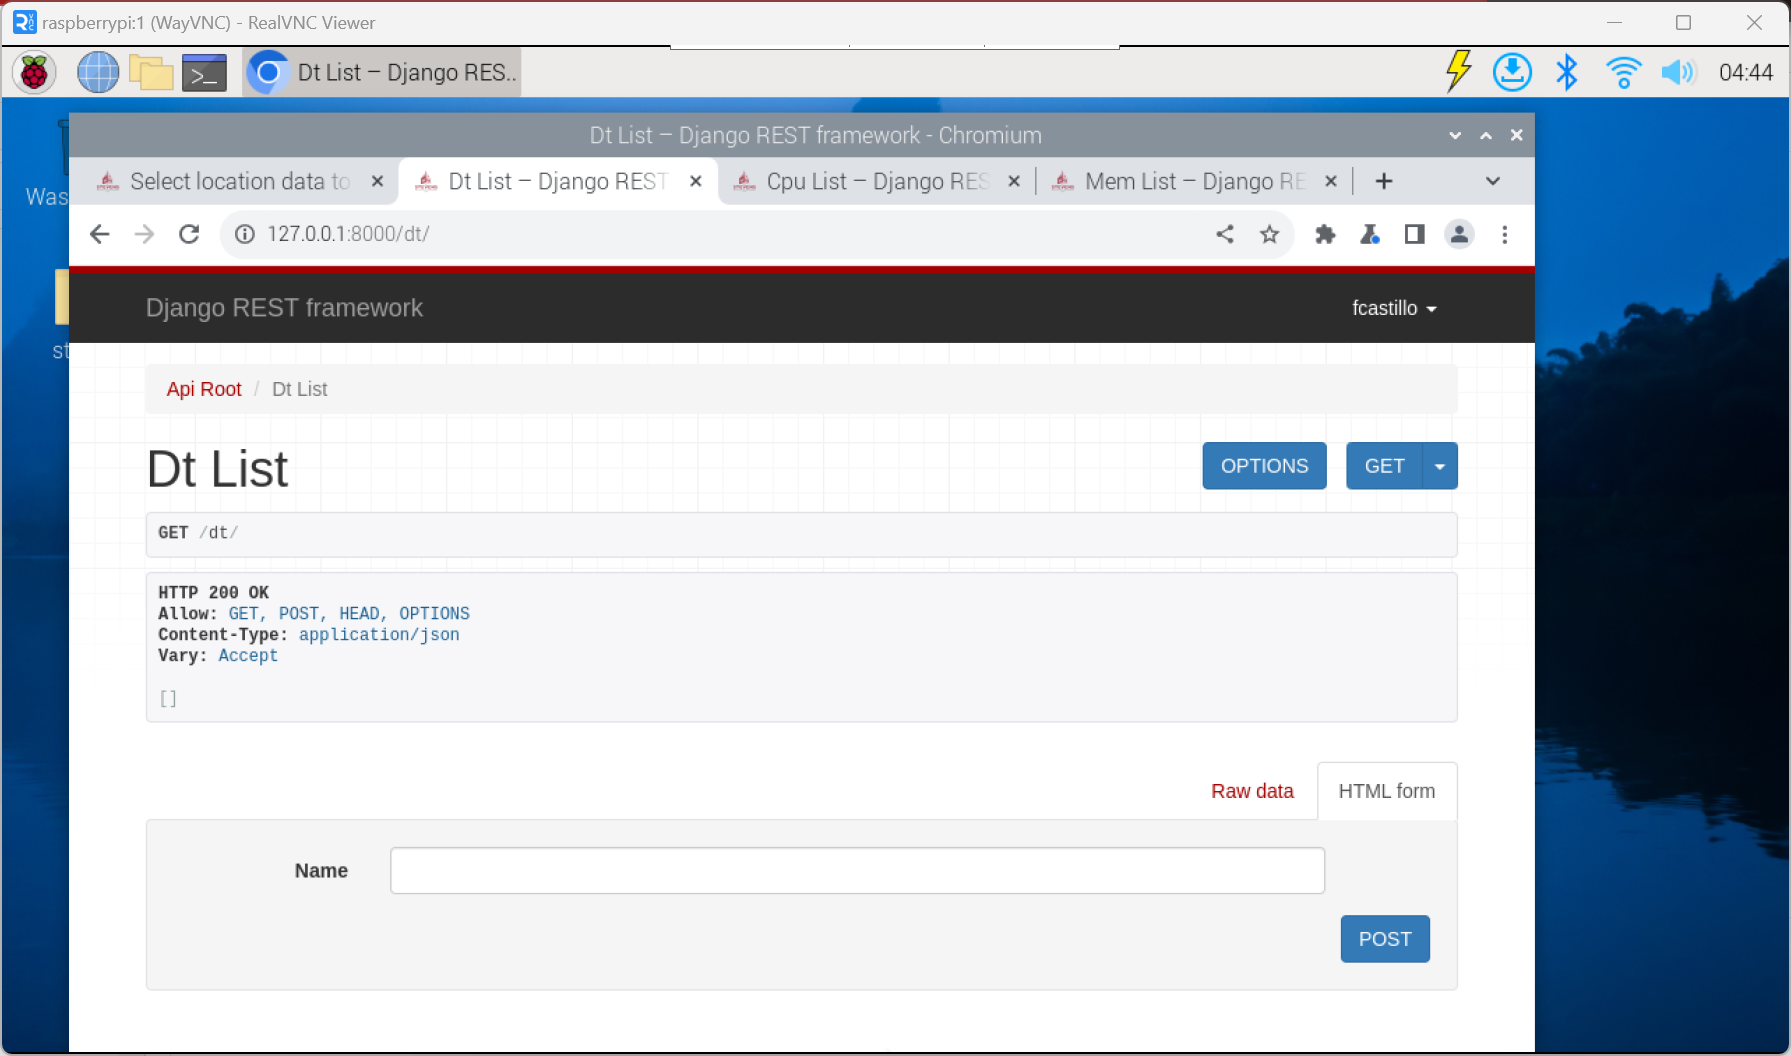 raspberrypi:1 (WayVNC) - RealVNC Viewer
Dt List – Django RES..
04:44
Was
st
Dt List – Django REST framework - Chromium
Select location data to
Dt List – Django REST
Cpu List – Django RES
Mem List – Django RE
127.0.0.1:8000/dt/
Django REST framework
fcastillo
Api Root / Dt List
Dt List
OPTIONS
GET
GET /dt/
HTTP 200 OK
Allow: GET, POST, HEAD, OPTIONS
Content-Type: application/json
Vary: Accept
[]
Raw data
HTML form
Name
POST